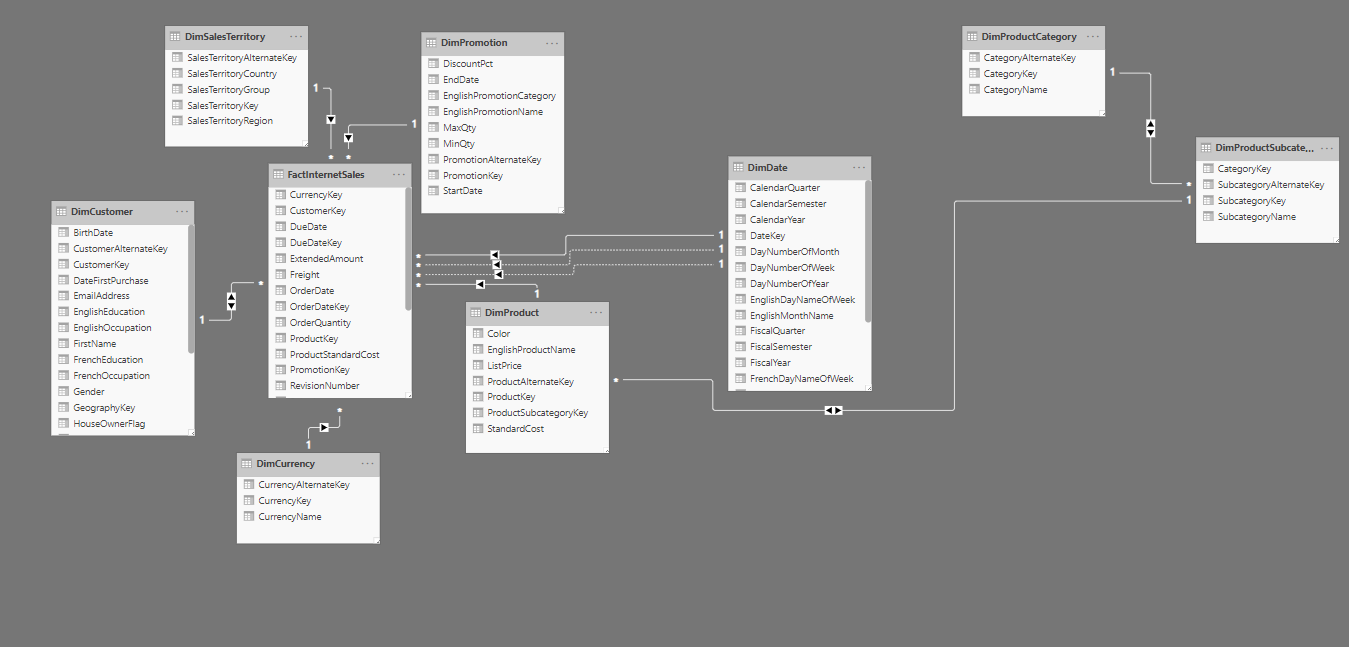 DimSalesTerritory ...
SalesTerritoryAlternateKey
SalesTerritoryCountry
SalesTerritoryGroup
SalesTerritoryKey
SalesTerritoryRegion
1
*
DimPromotion ...
DiscountPct
EndDate
EnglishPromotionCategory
EnglishPromotionName
MaxQty
MinQty
PromotionAlternateKey
PromotionKey
StartDate
1
*
DimProductCategory ...
CategoryAlternateKey
CategoryKey
CategoryName
1
*
DimProductSubcate... ...
CategoryKey
SubcategoryAlternateKey
SubcategoryKey
SubcategoryName
1
DimCustomer ...
BirthDate
CustomerAlternateKey
CustomerKey
DateFirstPurchase
EmailAddress
EnglishEducation
EnglishOccupation
FirstName
FrenchEducation
FrenchOccupation
Gender
GeographyKey
HouseOwnerFlag
1
*
FactInternetSales ...
CurrencyKey
CustomerKey
DueDate
DueDateKey
ExtendedAmount
Freight
OrderDate
OrderDateKey
OrderQuantity
ProductKey
ProductStandardCost
PromotionKey
RevisionNumber
*
*
*
*
1
1
1
1
DimDate ...
CalendarQuarter
CalendarSemester
CalendarYear
DateKey
DayNumberOfMonth
DayNumberOfWeek
DayNumberOfYear
EnglishDayNameOfWeek
EnglishMonthName
FiscalQuarter
FiscalSemester
FiscalYear
FrenchDayNameOfWeek
DimProduct ...
Color
EnglishProductName
ListPrice
ProductAlternateKey
ProductKey
ProductSubcategoryKey
StandardCost
*
*
1
DimCurrency ...
CurrencyAlternateKey
CurrencyKey
CurrencyName